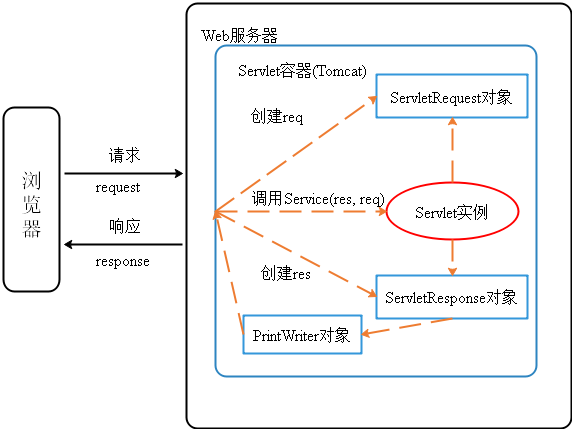 Web服务器
Servlet容器(Tomcat)
ServletRequest对象
创建req
请求
request
浏览器
调用Service(res, req)
Servlet实例
响应
response
创建res
ServletResponse对象
PrintWriter对象